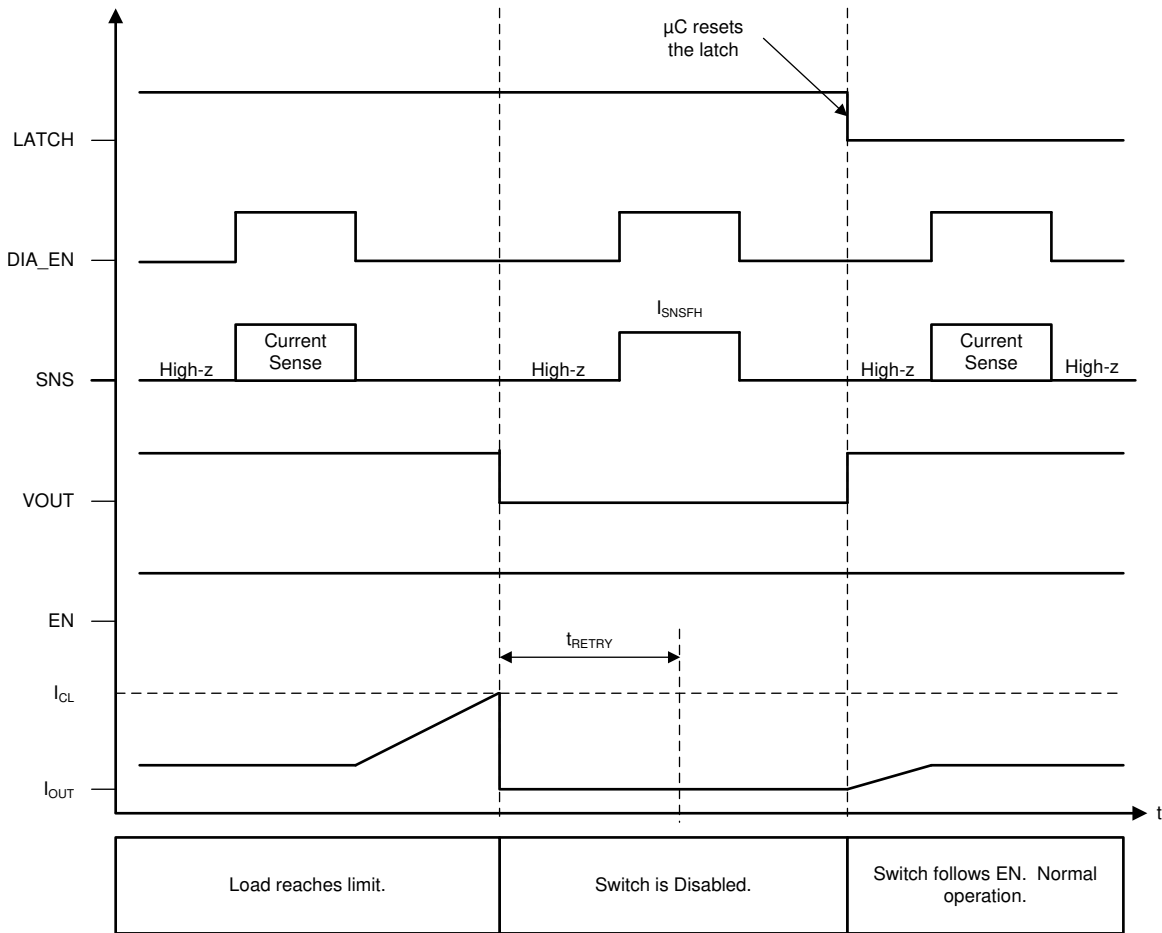 µC resets
the latch
LATCH
DIA_EN
I_SNSFH
Current
Sense
Current
Sense
High-z
High-z
High-z
High-z
SNS
VOUT
EN
t_RETRY
I_CL
I_OUT
t
Load reaches limit.
Switch is Disabled.
Switch follows EN. Normal
operation.